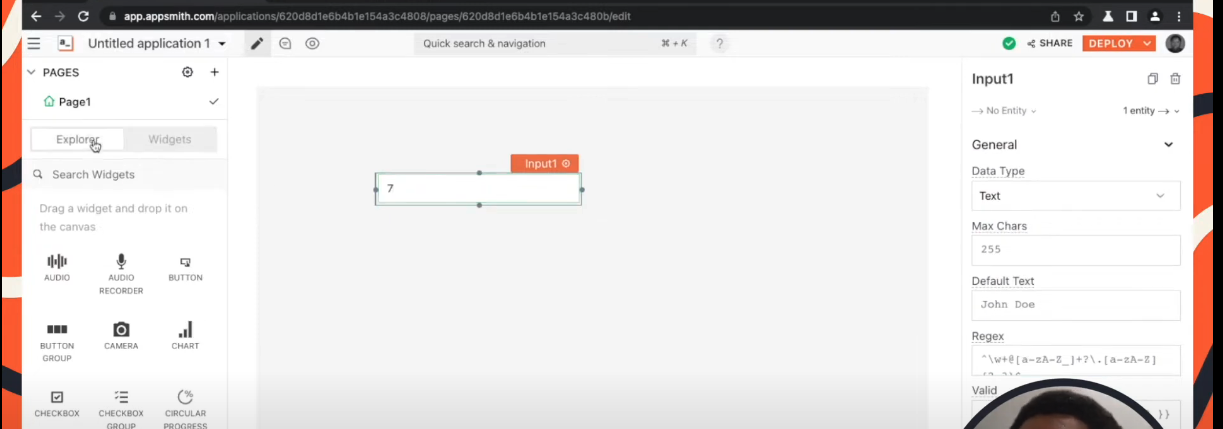 app.appsmith.com/applications/620d8d1e6b4b1e154a3c4808/pages/620d8d1e6b4b1e154a3c480b/edit
a_ Untitled application 1 Quick search & navigation ⌘ + K ? SHARE DEPLOY
PAGES +
Page1
Explorer Widgets
Search Widgets
Drag a widget and drop it on
the canvas
AUDIO AUDIO RECORDER BUTTON
BUTTON GROUP CAMERA CHART
CHECKBOX CHECKBOX GROUP CIRCULAR PROGRESS
Input1
7
Input1
No Entity 1 entity
General
Data Type
Text
Max Chars
255
Default Text
John Doe
Regex
^\w+@[a-zA-Z_]+?\.[a-zA-Z]
Valid
}}